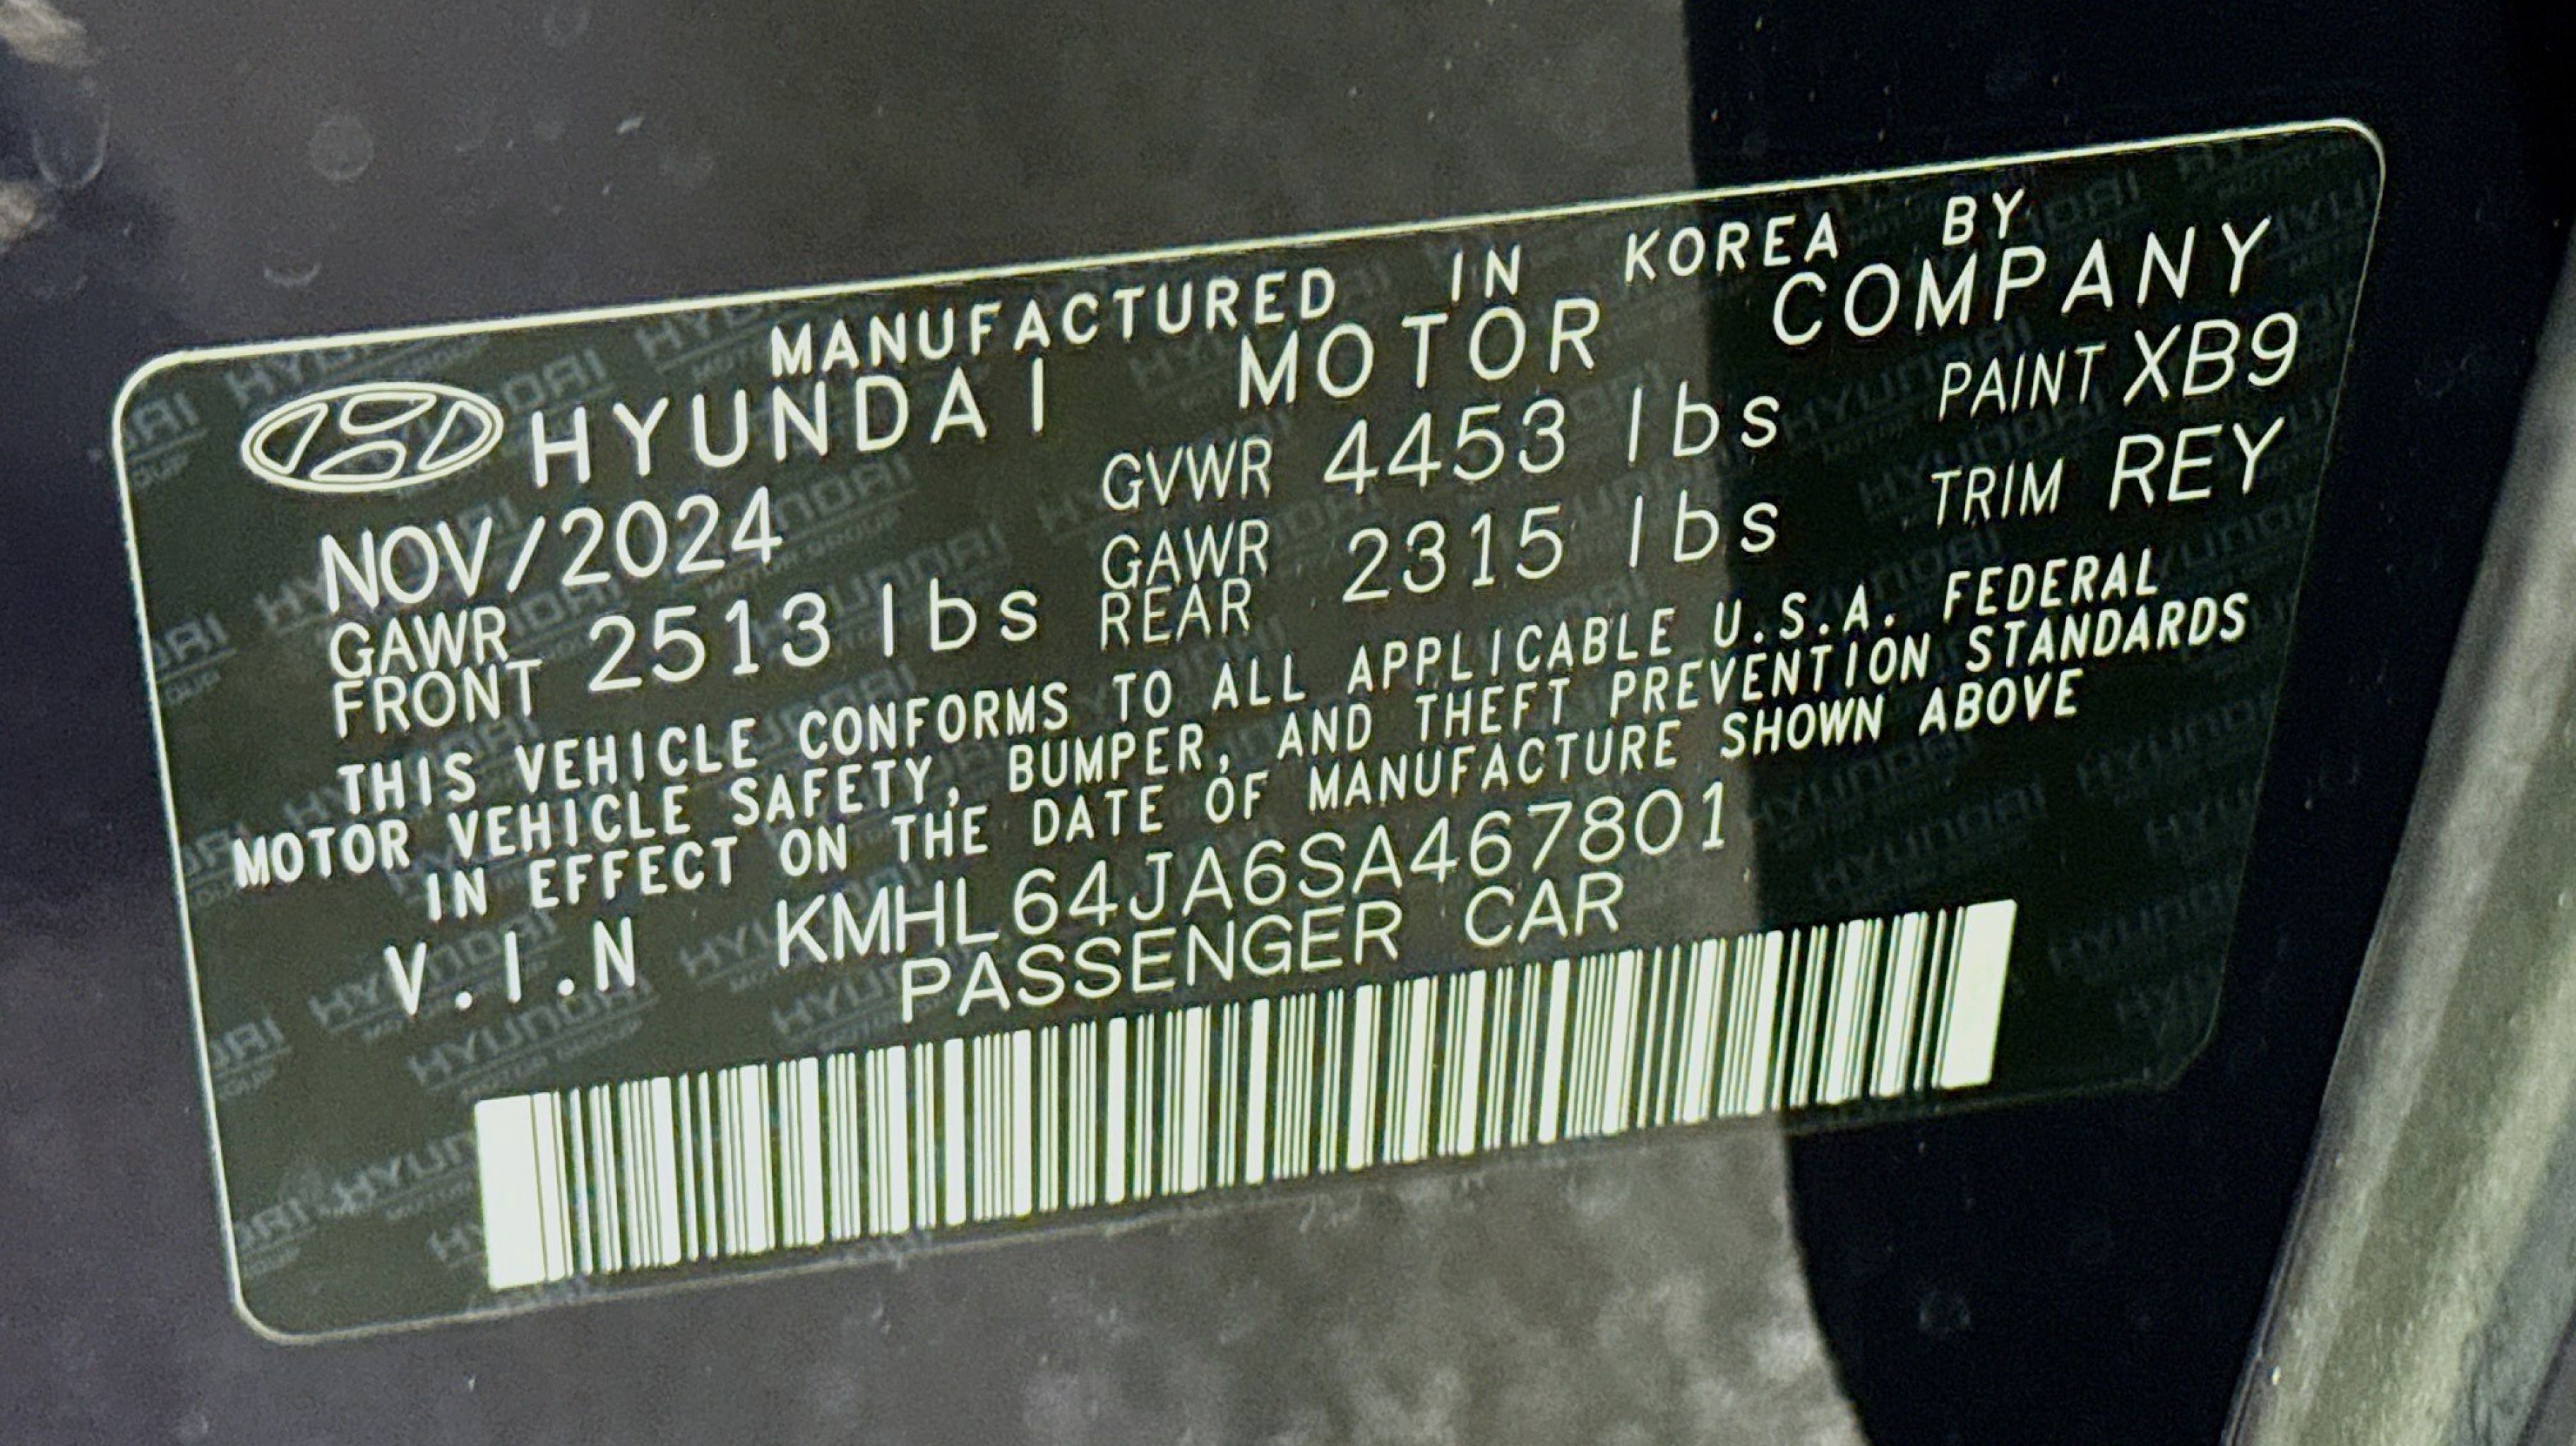 MANUFACTURED IN KOREA BY
HYUNDAI MOTOR COMPANY
NOV/2024 GVWR 4453 lbs PAINT XB9
GAWR FRONT 2513 lbs GAWR REAR 2315 lbs TRIM REY
THIS VEHICLE CONFORMS TO ALL APPLICABLE U.S.A. FEDERAL
MOTOR VEHICLE SAFETY, BUMPER, AND THEFT PREVENTION STANDARDS
IN EFFECT ON THE DATE OF MANUFACTURE SHOWN ABOVE
V.I.N KMHL64JA6SA467801
PASSENGER CAR